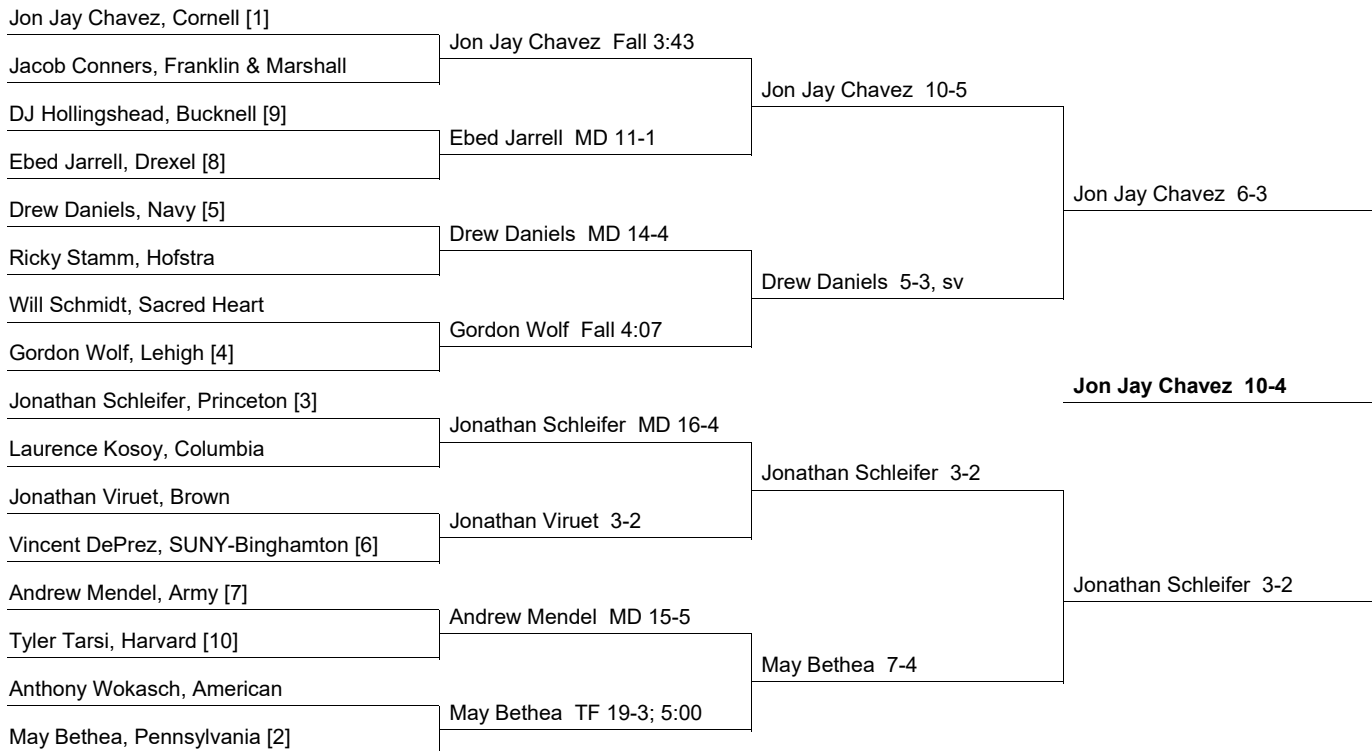 Jon Jay Chavez, Cornell [1]
Jon Jay Chavez Fall 3:43
Jacob Conners, Franklin & Marshall
Jon Jay Chavez 10-5
DJ Hollingshead, Bucknell [9]
Ebed Jarrell MD 11-1
Ebed Jarrell, Drexel [8]
Jon Jay Chavez 6-3
Drew Daniels, Navy [5]
Drew Daniels MD 14-4
Ricky Stamm, Hofstra
Drew Daniels 5-3, sv
Will Schmidt, Sacred Heart
Gordon Wolf Fall 4:07
Gordon Wolf, Lehigh [4]
Jon Jay Chavez 10-4
Jonathan Schleifer, Princeton [3]
Jonathan Schleifer MD 16-4
Laurence Kosoy, Columbia
Jonathan Schleifer 3-2
Jonathan Viruet, Brown
Jonathan Viruet 3-2
Vincent DePrez, SUNY-Binghamton [6]
Jonathan Schleifer 3-2
Andrew Mendel, Army [7]
Andrew Mendel MD 15-5
Tyler Tarsi, Harvard [10]
May Bethea 7-4
Anthony Wokasch, American
May Bethea TF 19-3; 5:00
May Bethea, Pennsylvania [2]